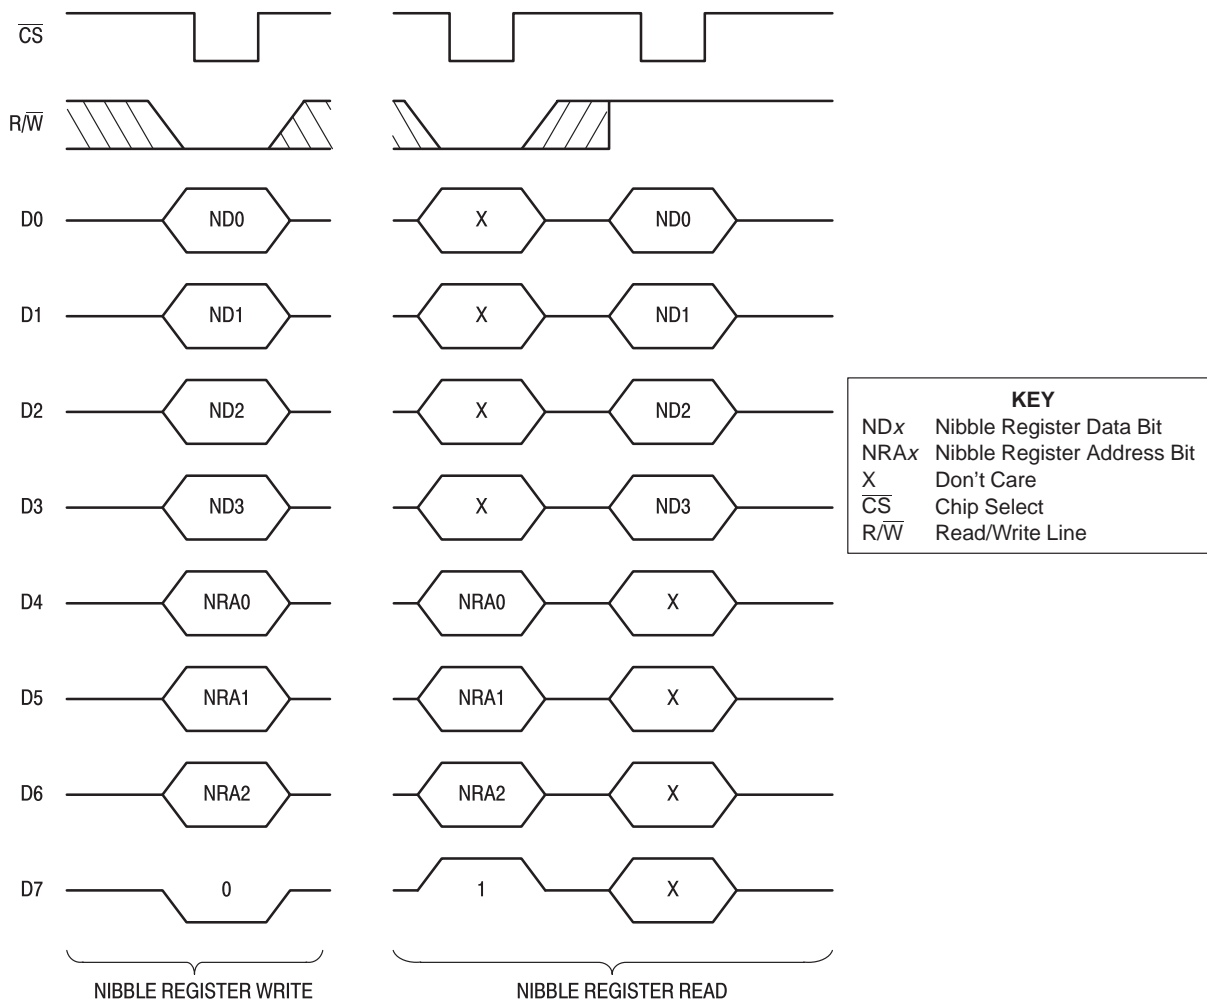 CS
R/W
D0 ND0 X ND0
D1 ND1 X ND1
D2 ND2 X ND2
D3 ND3 X ND3
D4 NRA0 NRA0 X
D5 NRA1 NRA1 X
D6 NRA2 NRA2 X
D7 0 1 X
NIBBLE REGISTER WRITE NIBBLE REGISTER READ
KEY
NDx Nibble Register Data Bit
NRAx Nibble Register Address Bit
X Don't Care
CS Chip Select
R/W Read/Write Line